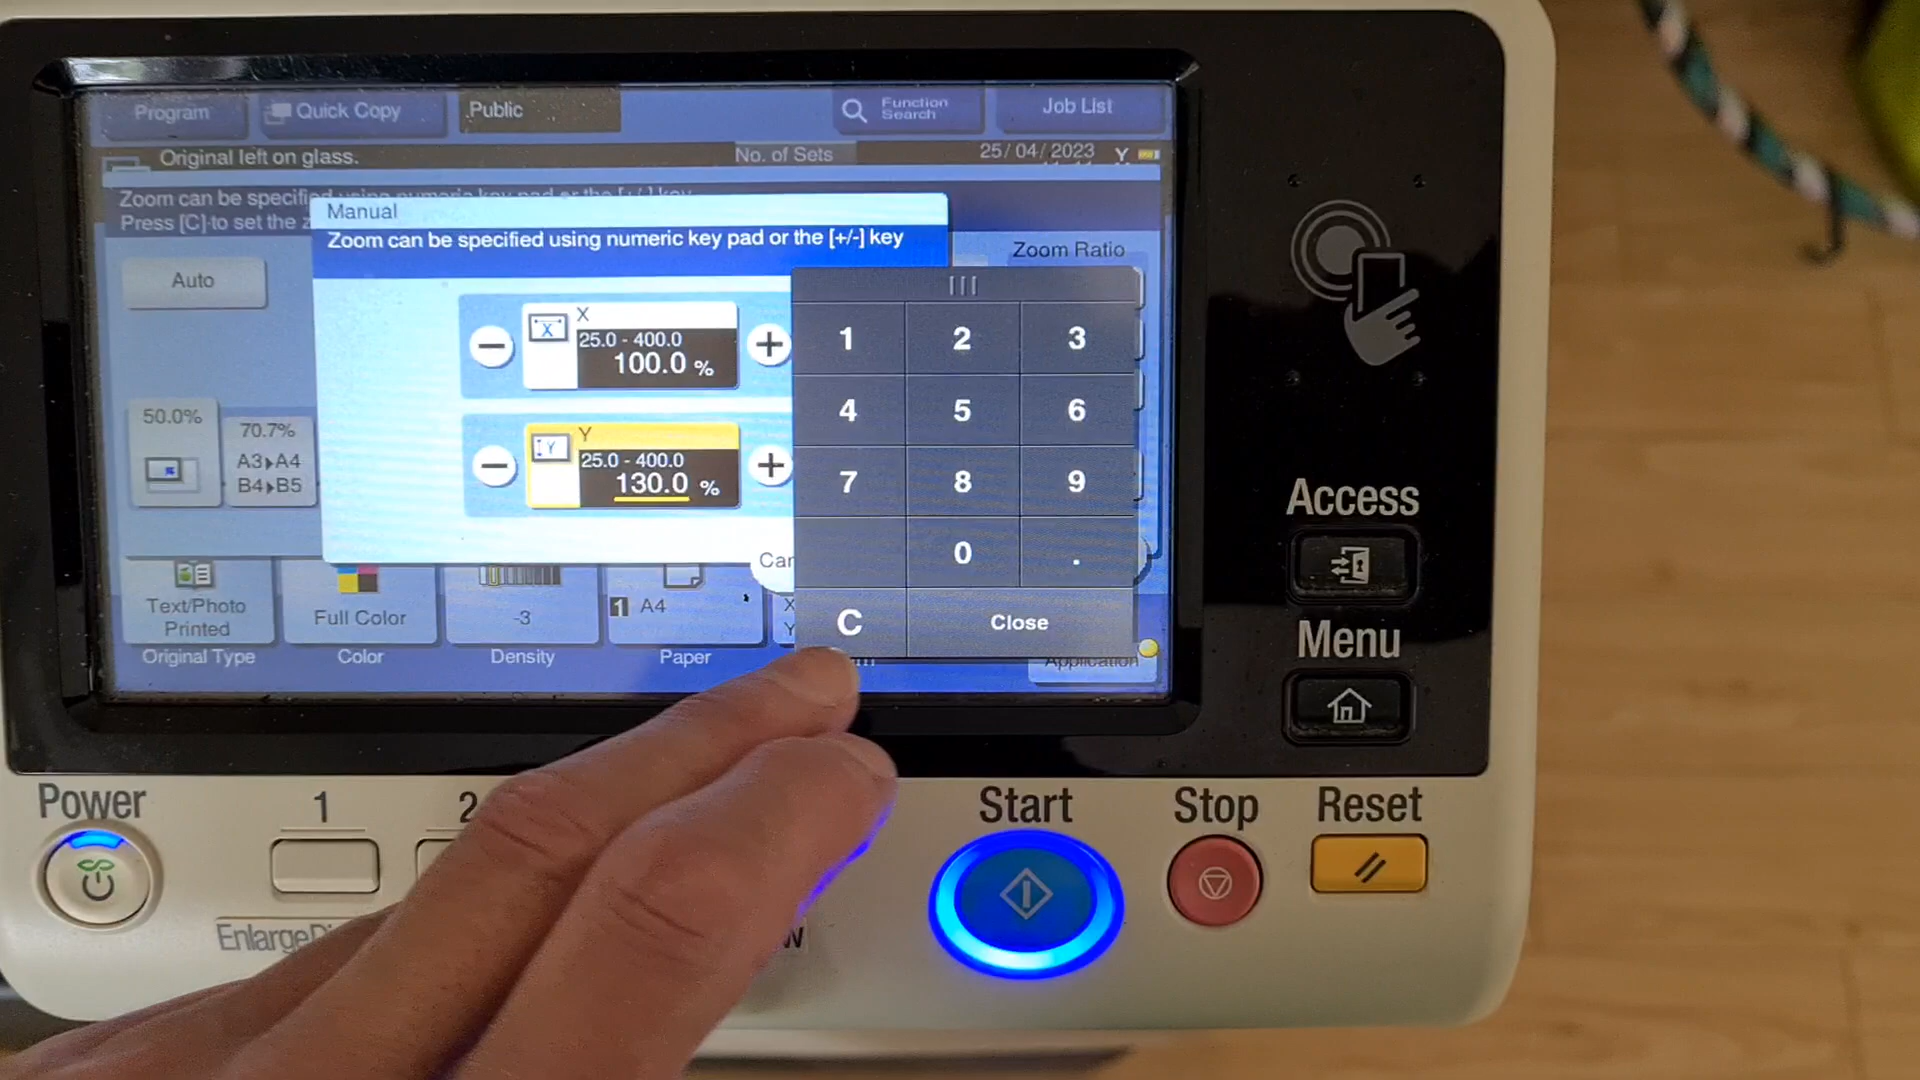 Program
Quick Copy
Public
Function
Search
Job List
Original left on glass.
No. of Sets
25/04/2023
Y
Zoom can be specifi
Press [C] to set the z
Manual
Zoom can be specified using numeric key pad or the [+/-] key
Zoom Ratio
Auto
X
X
25.0 - 400.0
100.0 %
Y
Y
25.0 - 400.0
130.0 %
50.0%
70.7%
A3▸A4
B4▸B5
1
2
3
4
5
6
7
8
9
0
.
C
Close
Can
Text/Photo
Printed
Full Color
-3
1 A4
X
Y
Original Type
Color
Density
Paper
Application
Access
Menu
Power
1
2
Start
Stop
Reset